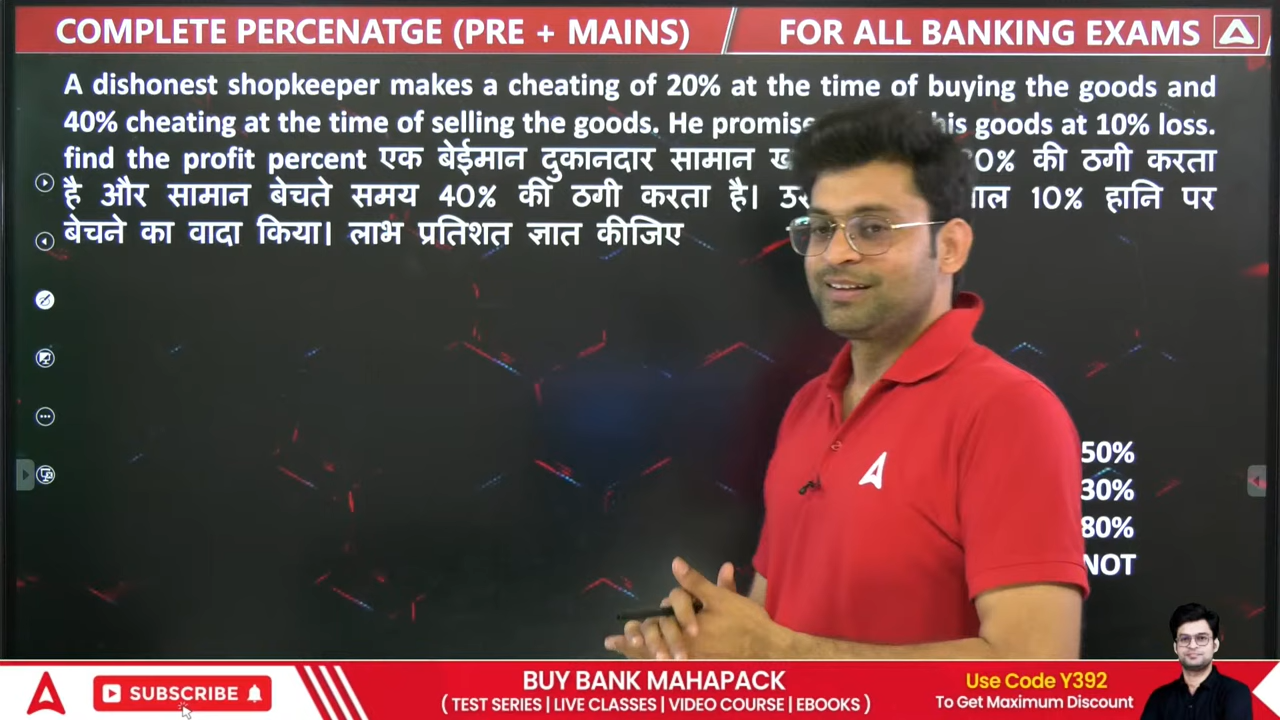 COMPLETE PERCENATGE (PRE + MAINS)
FOR ALL BANKING EXAMS
A dishonest shopkeeper makes a cheating of 20% at the time of buying the goods and
40% cheating at the time of selling the goods. He his goods at 10% loss.
find the profit percent एक बेईमान दुकानदार सामान की ठगी करता
है और सामान बेचते समय 40% की ठगी करता है। 10% हानि पर
बेचने का वादा किया। लाभ प्रतिशत ज्ञात कीजिए
50%
30%
80%
NOT
SUBSCRIBE
BUY BANK MAHAPACK
( TEST SERIES | LIVE CLASSES | VIDEO COURSE | EBOOKS )
Use Code Y392
To Get Maximum Discount